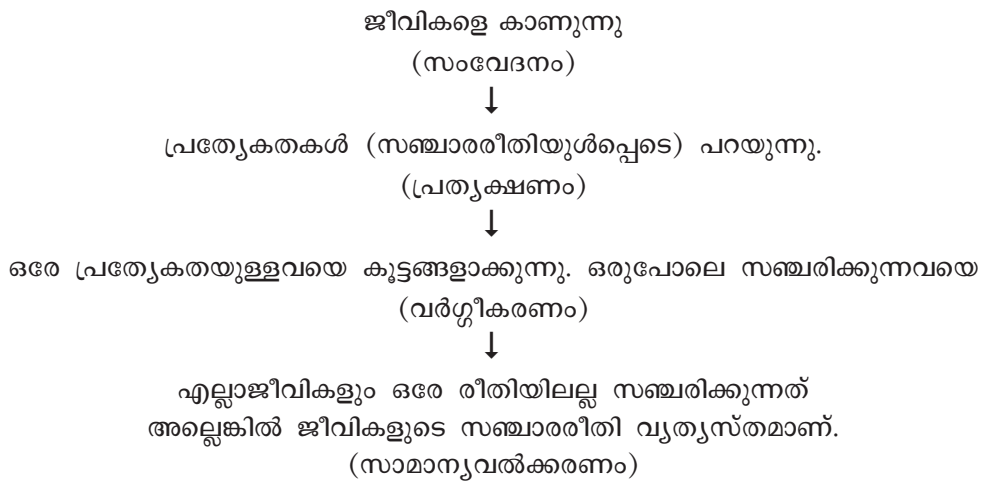 ജീവികളെ കാണുന്നു
(സംവേദനം)
↓
പ്രത്യേകതകൾ (സഞ്ചാരരീതിയുൾപ്പെടെ) പറയുന്നു.
(പ്രത്യക്ഷണം)
↓
ഒരേ പ്രത്യേകതയുള്ളവയെ കൂട്ടങ്ങളാക്കുന്നു. ഒരുപോലെ സഞ്ചരിക്കുന്നവയെ
(വർഗ്ഗീകരണം)
↓
എല്ലാജീവികളും ഒരേ രീതിയിലല്ല സഞ്ചരിക്കുന്നത്
അല്ലെങ്കിൽ ജീവികളുടെ സഞ്ചാരരീതി വ്യത്യസ്തമാണ്.
(സാമാന്യവൽക്കരണം)